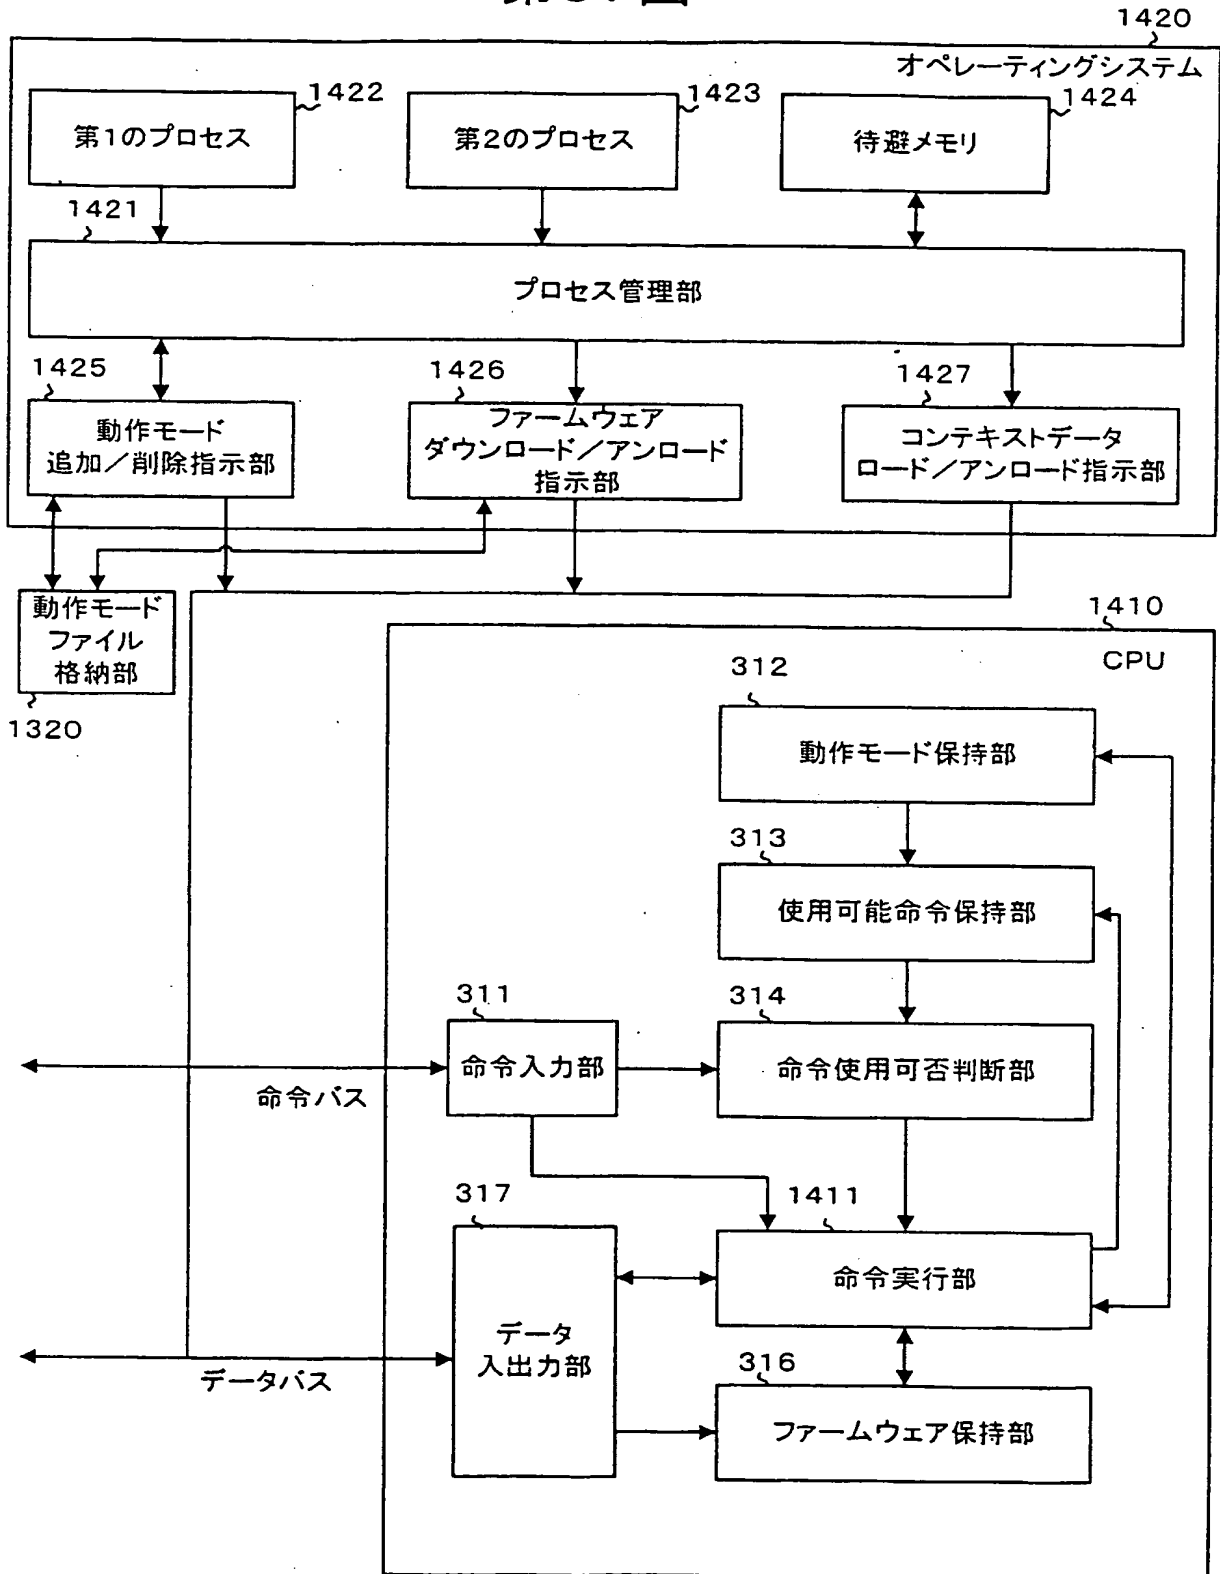 1420
オペレーティングシステム
1422
第1のプロセス
1423
第2のプロセス
1424
待避メモリ
1421
プロセス管理部
1425
動作モード
追加／削除指示部
1426
ファームウェア
ダウンロード／アンロード
指示部
1427
コンテキストデータ
ロード／アンロード指示部
動作モード
ファイル
格納部
1320
1410
CPU
312
動作モード保持部
313
使用可能命令保持部
311
命令入力部
314
命令使用可否判断部
命令バス
317
データ
入出力部
1411
命令実行部
データバス
316
ファームウェア保持部